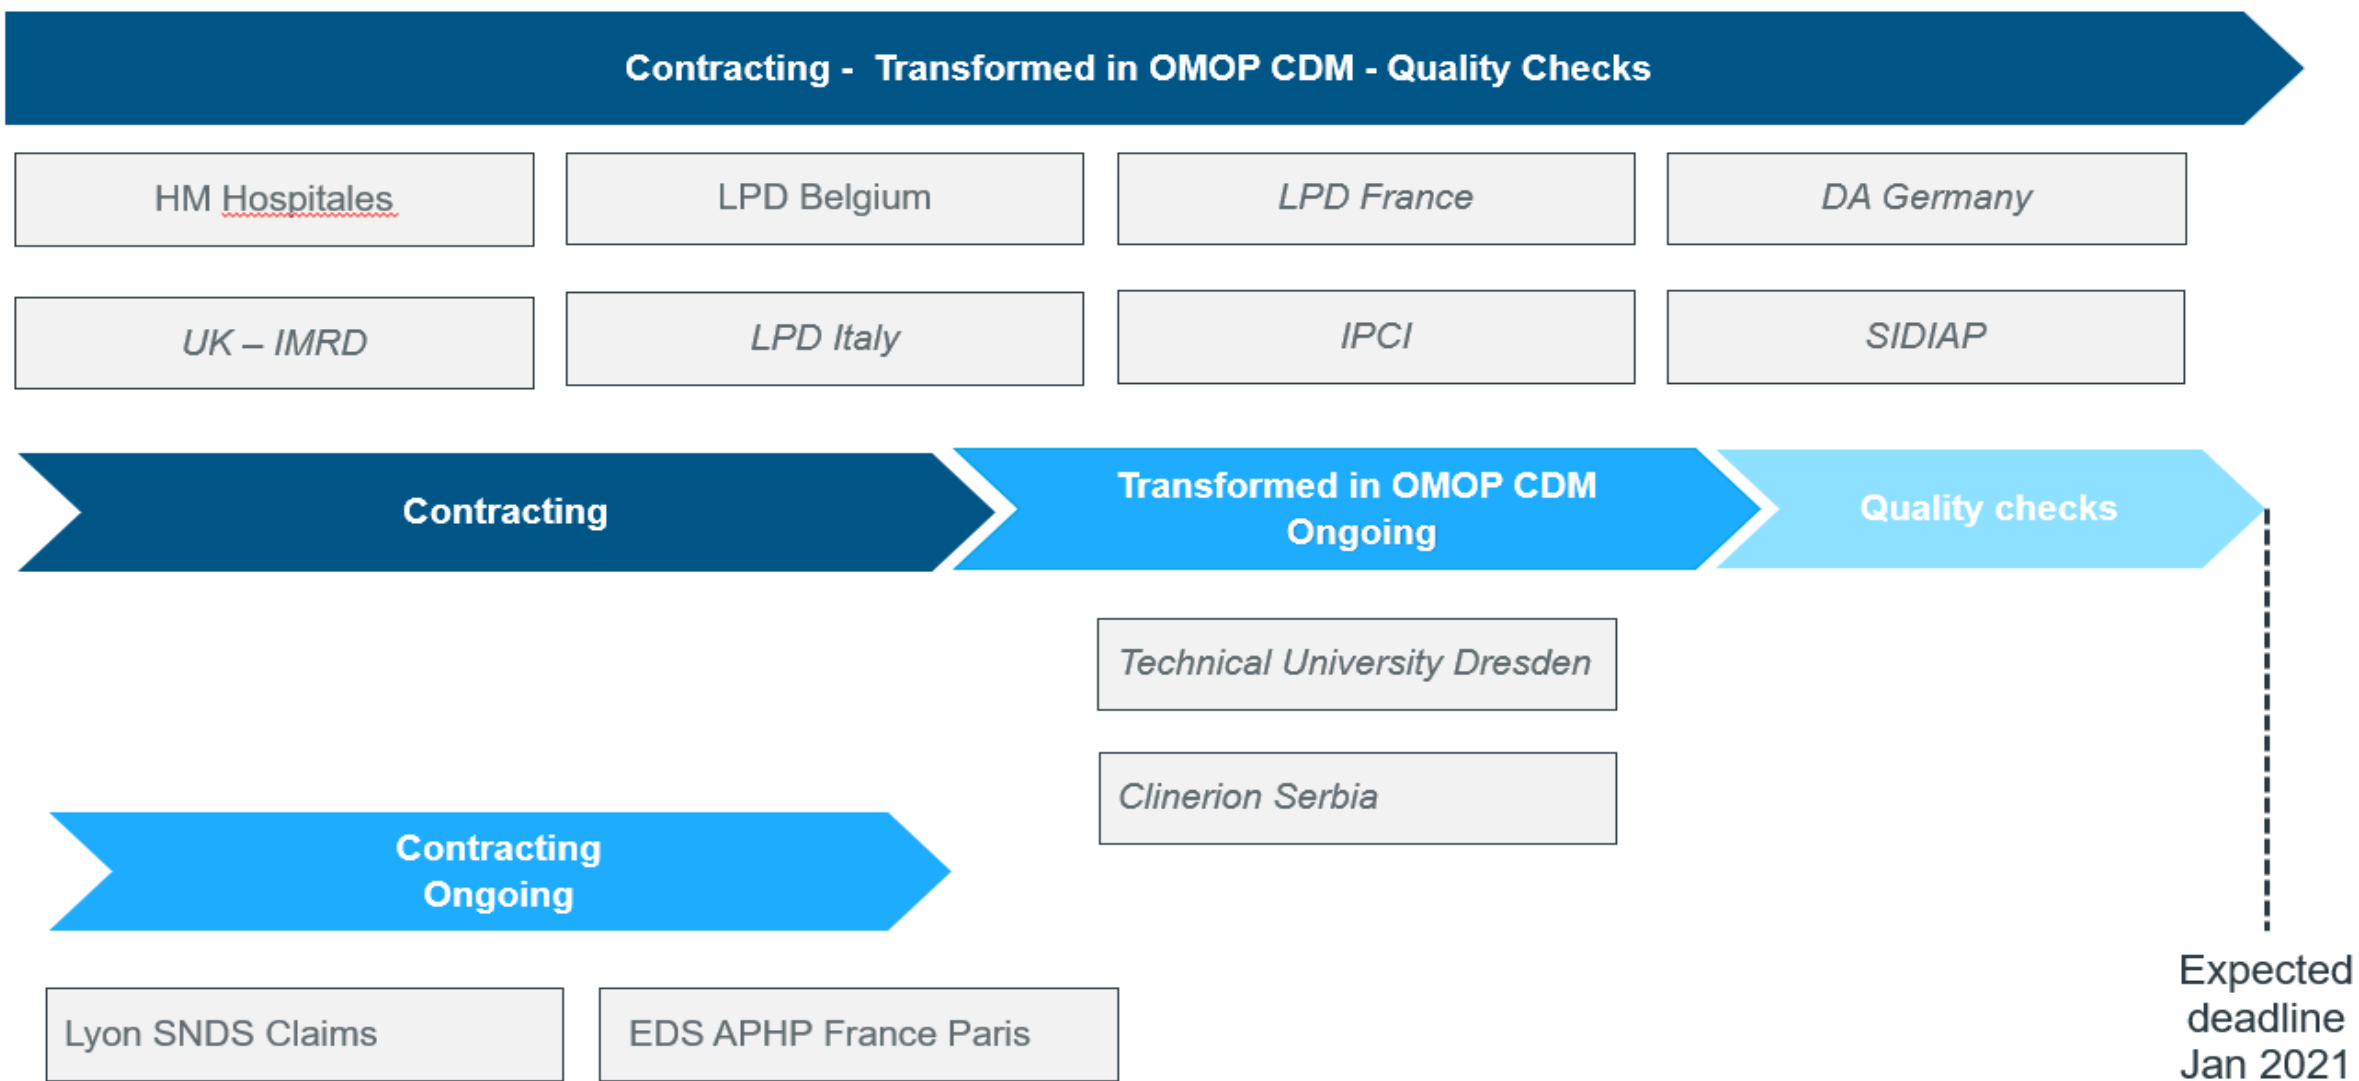 Contracting -  Transformed in OMOP CDM - Quality Checks
HM Hospitales
LPD Belgium
LPD France
DA Germany
UK – IMRD
LPD Italy
IPCI
SIDIAP
Contracting
Transformed in OMOP CDM
Ongoing
Quality checks
Technical University Dresden
Clinerion Serbia
Contracting
Ongoing
Lyon SNDS Claims
EDS APHP France Paris
Expected
deadline
Jan 2021